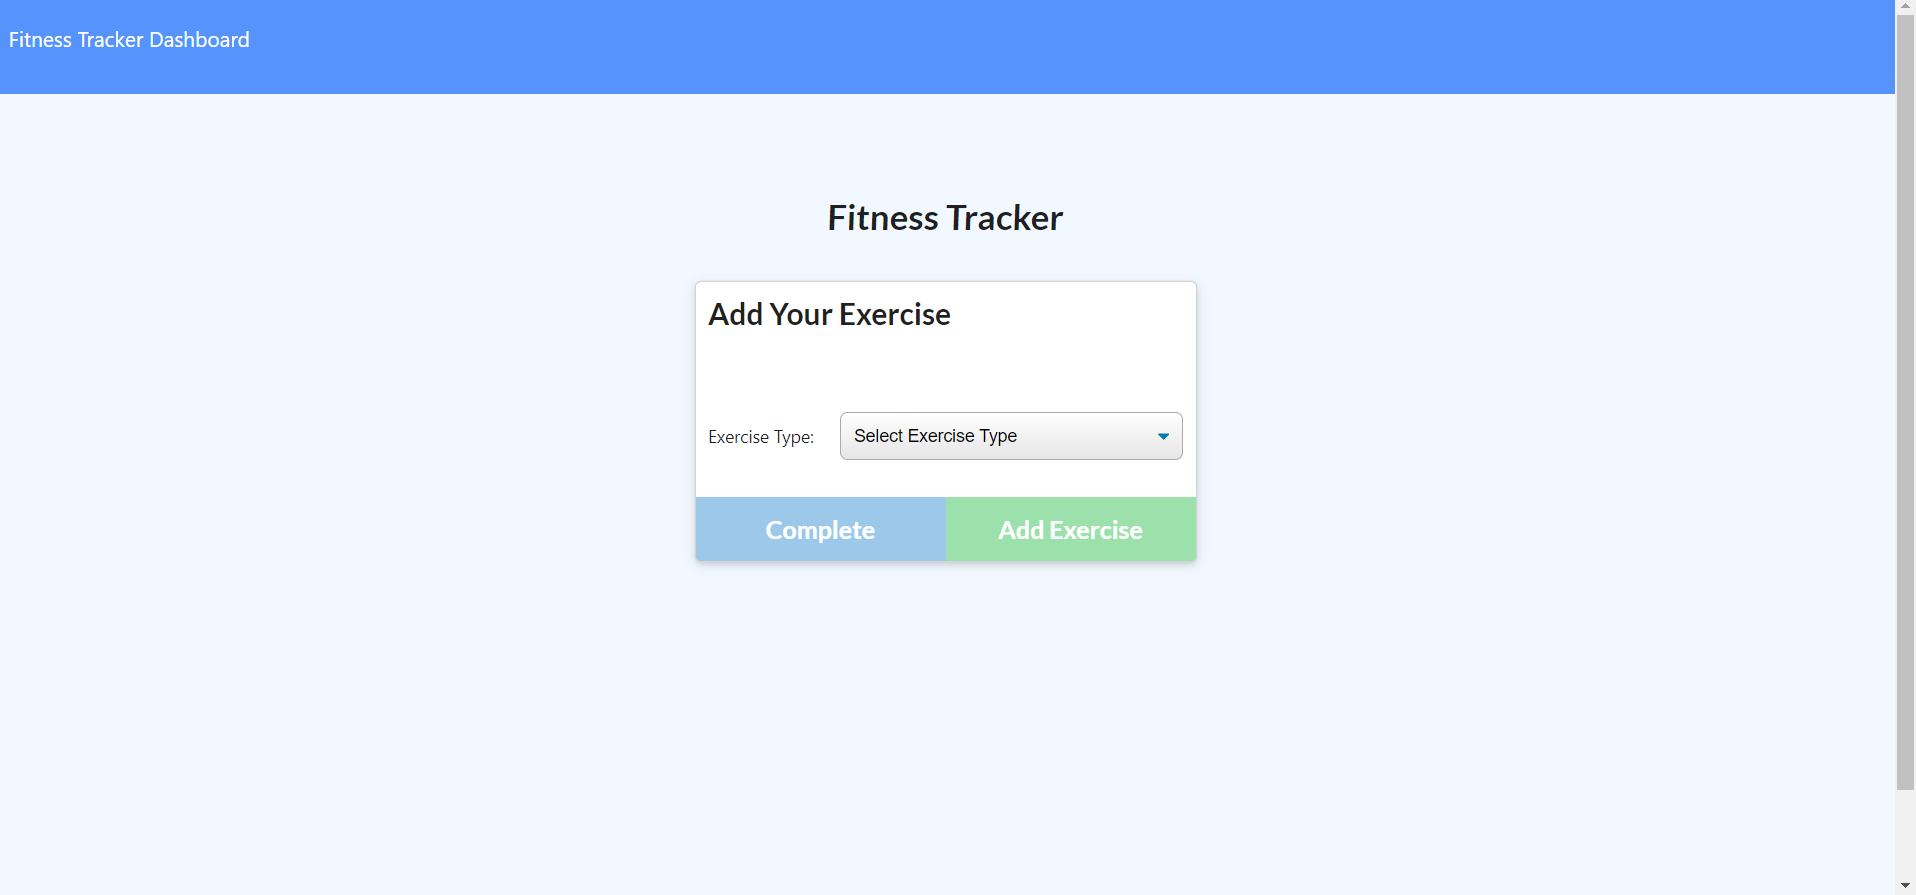 Fitness Tracker Dashboard
Fitness Tracker
Add Your Exercise
Exercise Type: Select Exercise Type
Complete Add Exercise